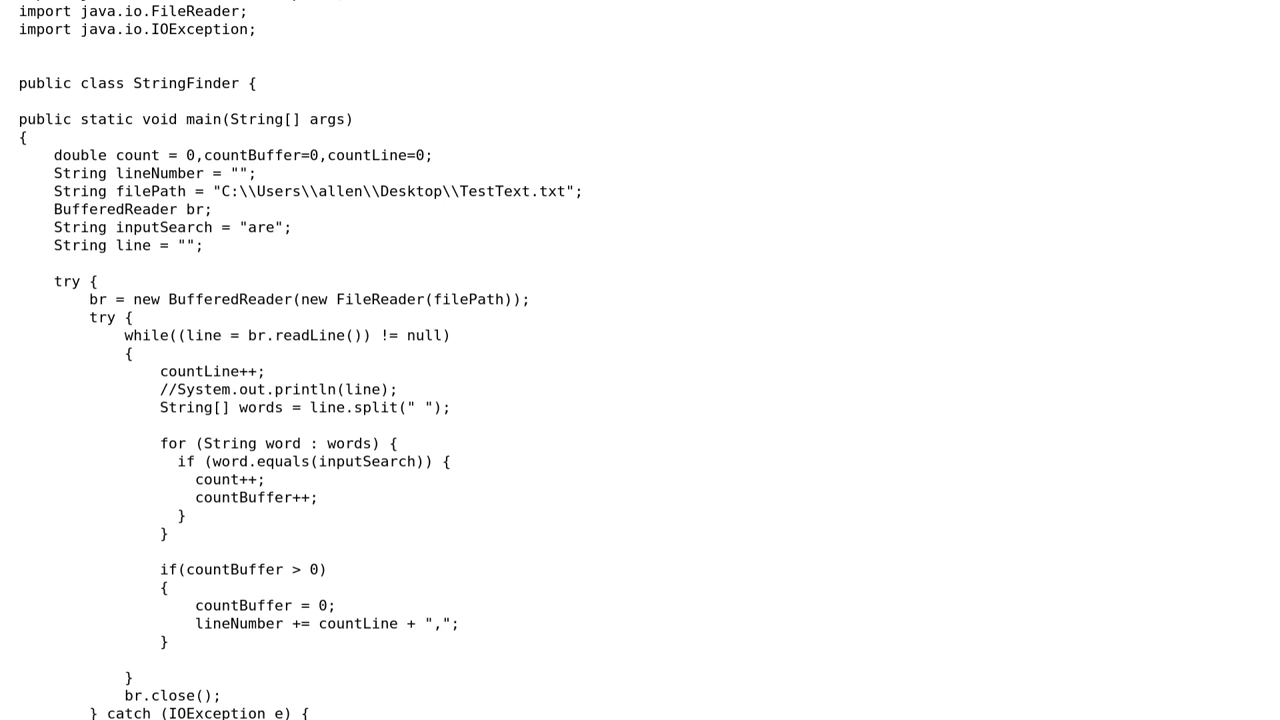 import java.io.FileReader;
import java.io.IOException;
public class StringFinder {
public static void main(String[] args)
{
double count = 0,countBuffer=0,countLine=0;
String lineNumber = "";
String filePath = "C:\\Users\\allen\\Desktop\\TestText.txt";
BufferedReader br;
String inputSearch = "are";
String line = "";
try {
br = new BufferedReader(new FileReader(filePath));
try {
while((line = br.readLine()) != null)
{
countLine++;
//System.out.println(line);
String[] words = line.split(" ");
for (String word : words) {
if (word.equals(inputSearch)) {
count++;
countBuffer++;
}
}
if(countBuffer > 0)
{
countBuffer = 0;
lineNumber += countLine + ",";
}
}
br.close();
} catch (IOException e) {